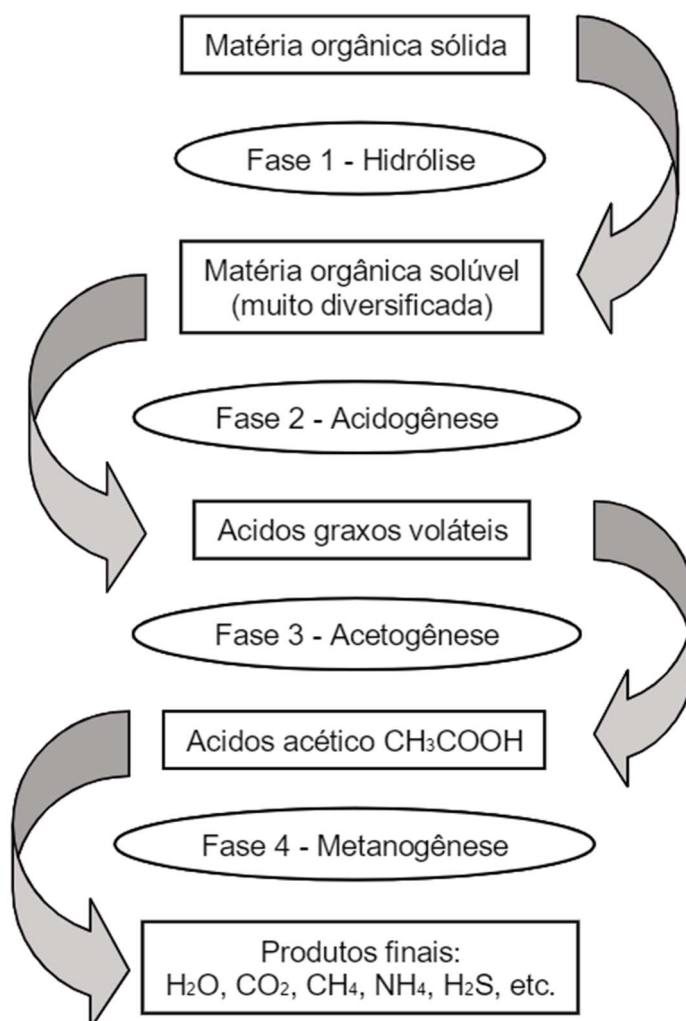 Matéria orgânica sólida
Fase 1 - Hidrólise
Matéria orgânica solúvel
(muito diversificada)
Fase 2 - Acidogênese
Acidos graxos voláteis
Fase 3 - Acetogênese
Acidos acético CH₃COOH
Fase 4 - Metanogênese
Produtos finais:
H₂O, CO₂, CH₄, NH₄, H₂S, etc.